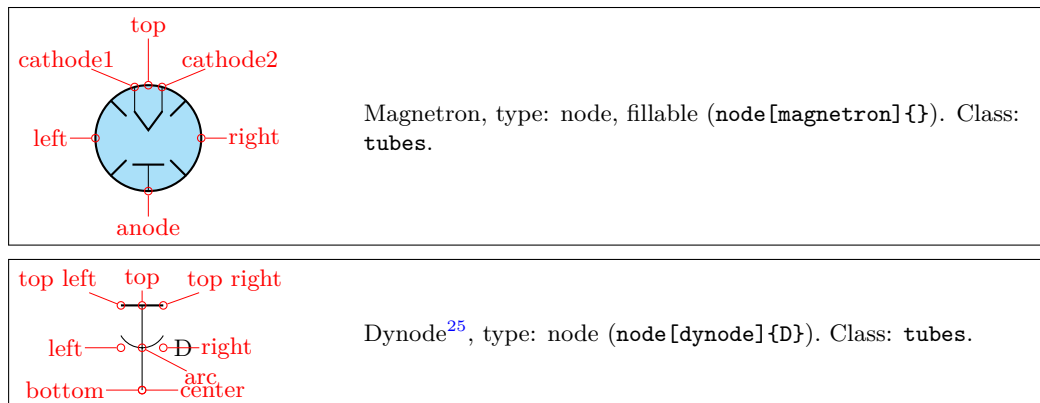 top
cathode1 cathode2
left right
anode
Magnetron, type: node, fillable (node[magnetron]{}). Class:
tubes.
top left top top right
left D right
arc
bottom center
Dynode25, type: node (node[dynode]{D}). Class: tubes.